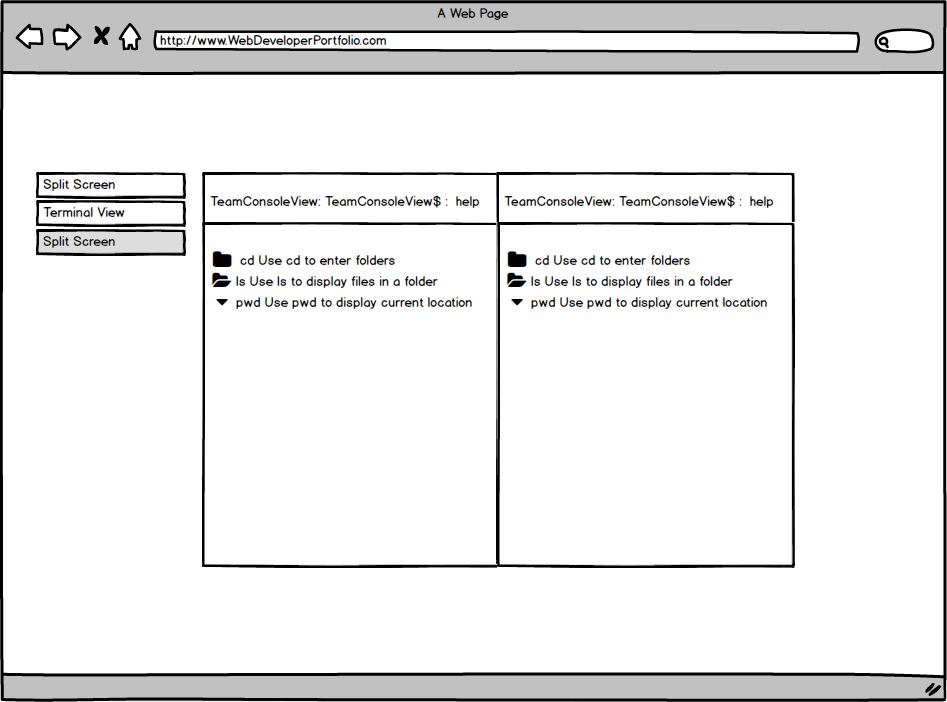 A Web Page
http://www.WebDeveloperPortfolio.com
Split Screen
Terminal View
Split Screen
TeamConsoleView: TeamConsoleView$ : help
cd Use cd to enter folders
ls Use ls to display files in a folder
pwd Use pwd to display current location
TeamConsoleView: TeamConsoleView$ : help
cd Use cd to enter folders
ls Use ls to display files in a folder
pwd Use pwd to display current location